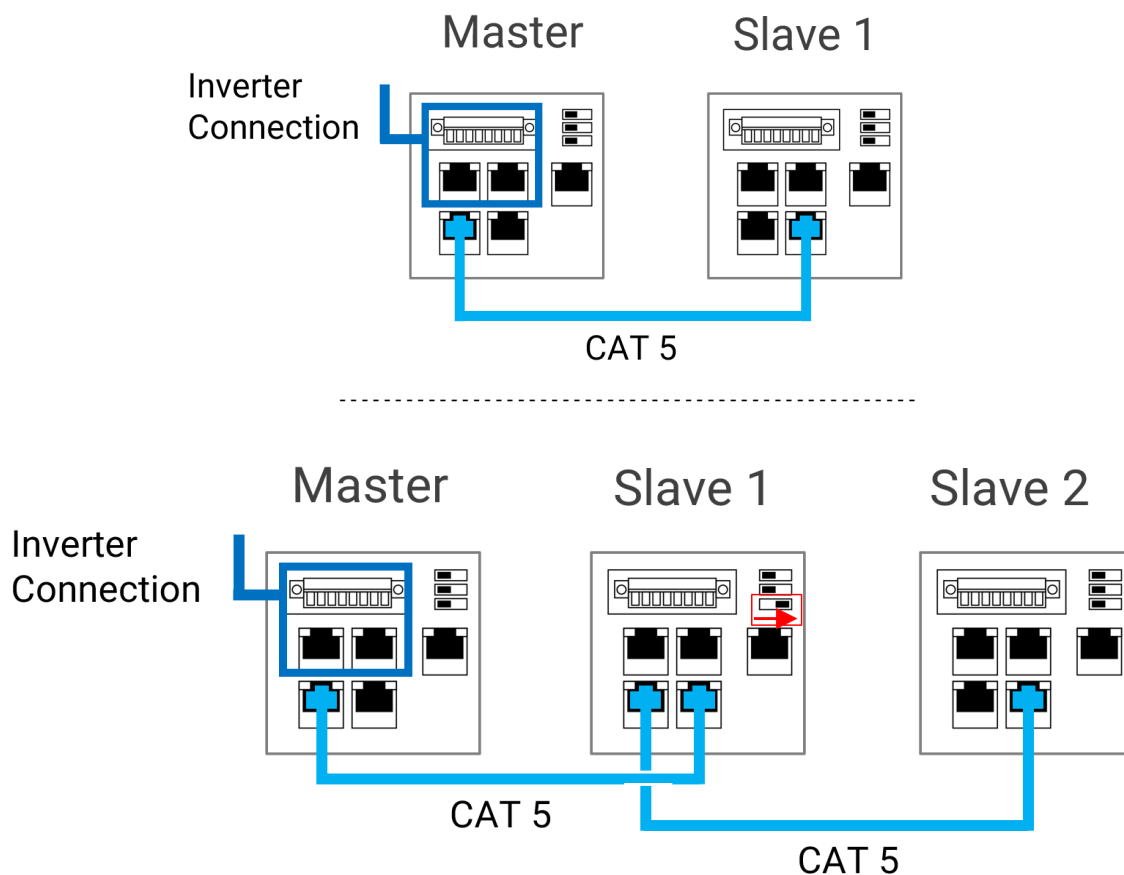 Master
Slave 1
Inverter
Connection
CAT 5
Master
Slave 1
Slave 2
Inverter
Connection
CAT 5
CAT 5